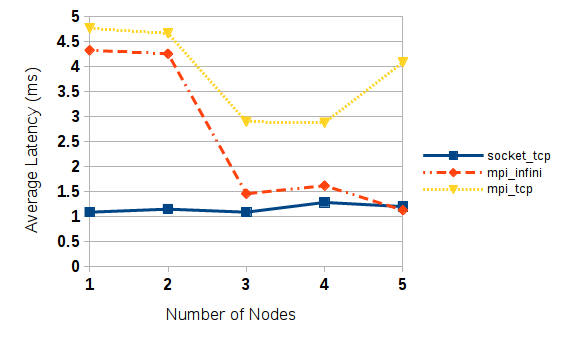 5
4.5
4
3.5
3
2.5
2
1.5
1
0.5
0
Average Latency (ms)
1 2 3 4 5
Number of Nodes
socket_tcp
mpi_infini
mpi_tcp